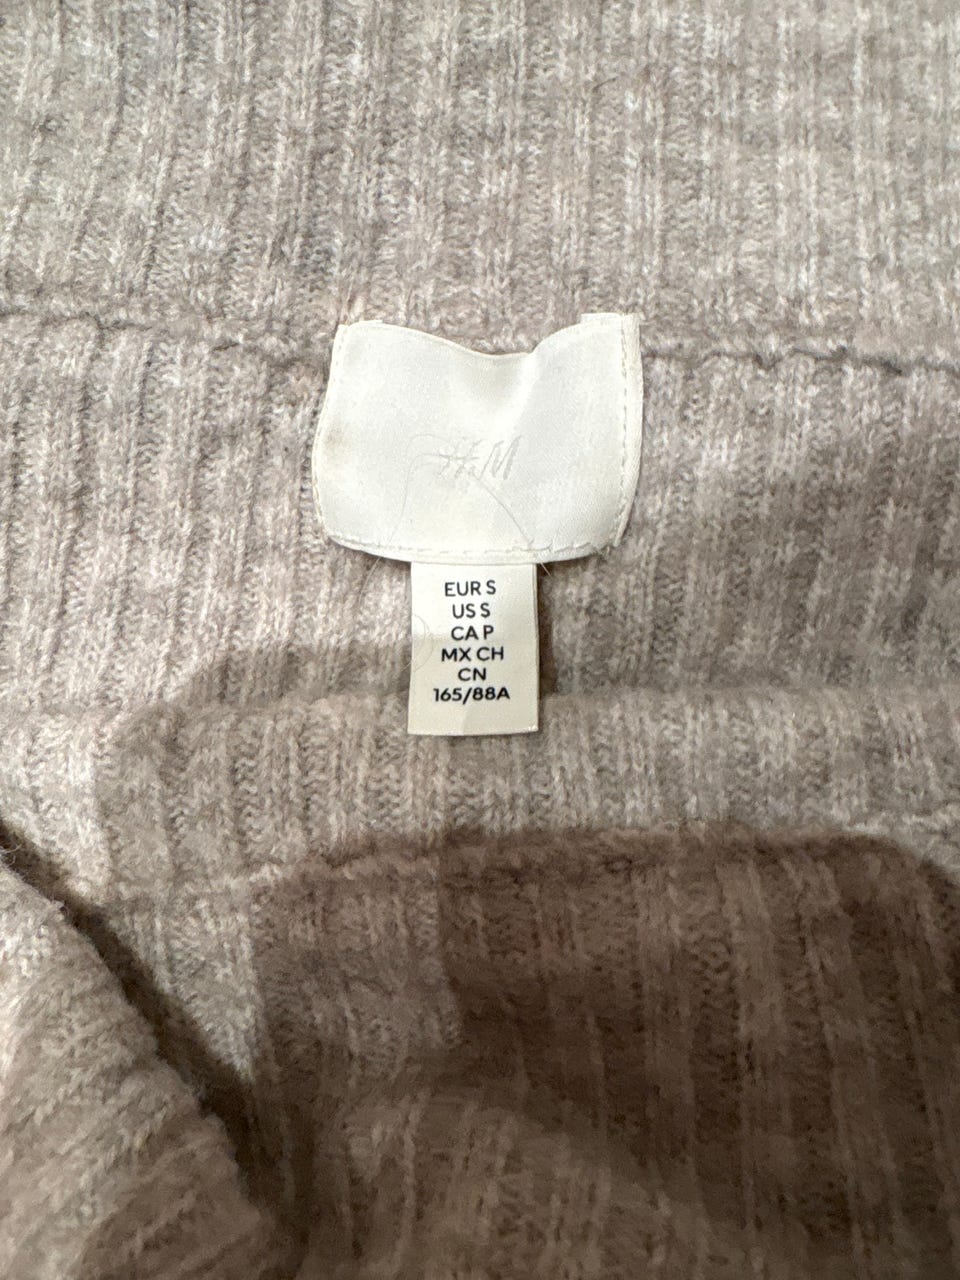 H&M
EUR S
US S
CA P
MX CH
CN
165/88A